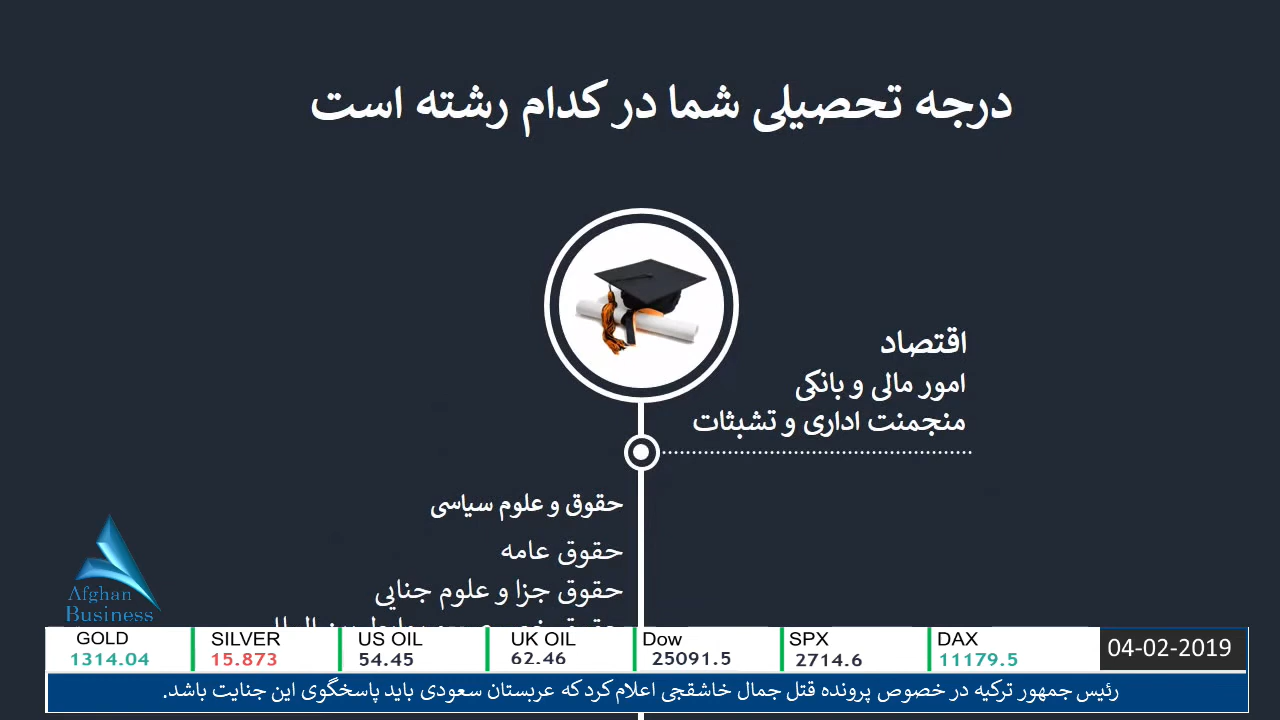 درجه تحصیلی شما در کدام رشته است
اقتصاد
امور مالی و بانکی
منجمنت اداری و تشبثات
حقوق و علوم سیاسی
حقوق عامه
حقوق جزا و علوم جنایی
Afghan
Business
GOLD SILVER US OIL UK OIL Dow SPX DAX
1314.04 15.873 54.45 62.46 25091.5 2714.6 11179.5
04-02-2019
رئیس جمهور ترکیه در خصوص پرونده قتل جمال خاشقجی اعلام کرد که عربستان سعودی باید پاسخگوی این جنایت باشد.